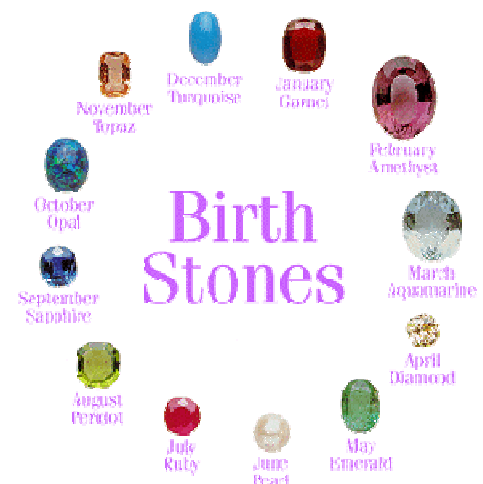 Birth
Stones
January
Garnet
February
Amethyst
March
Aquamarine
April
Diamond
May
Emerald
June
Pearl
July
Ruby
August
Peridot
September
Sapphire
October
Opal
November
Topaz
December
Turquoise